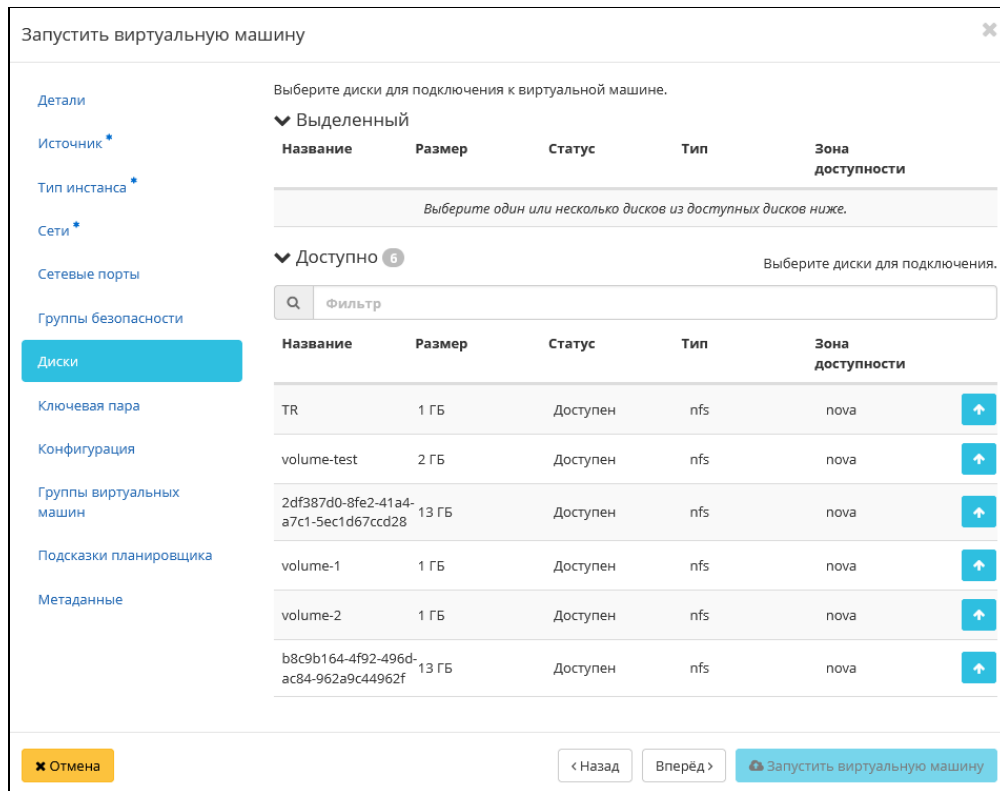 Запустить виртуальную машину
Детали
Источник *
Тип инстанса *
Сети *
Сетевые порты
Группы безопасности
Диски
Ключевая пара
Конфигурация
Группы виртуальных
машин
Подсказки планировщика
Метаданные
Выберите диски для подключения к виртуальной машине.
Выделенный
Название Размер Статус Тип Зона
доступности
Выберите один или несколько дисков из доступных дисков ниже.
Доступно 6
Выберите диски для подключения.
Фильтр
Название Размер Статус Тип Зона
доступности
TR 1 ГБ Доступен nfs nova
volume-test 2 ГБ Доступен nfs nova
2df387d0-8fe2-41a4-
a7c1-5ec1d67ccd28 13 ГБ Доступен nfs nova
volume-1 1 ГБ Доступен nfs nova
volume-2 1 ГБ Доступен nfs nova
b8c9b164-4f92-496d-
ac84-962a9c44962f 13 ГБ Доступен nfs nova
Отмена
< Назад
Вперёд >
Запустить виртуальную машину